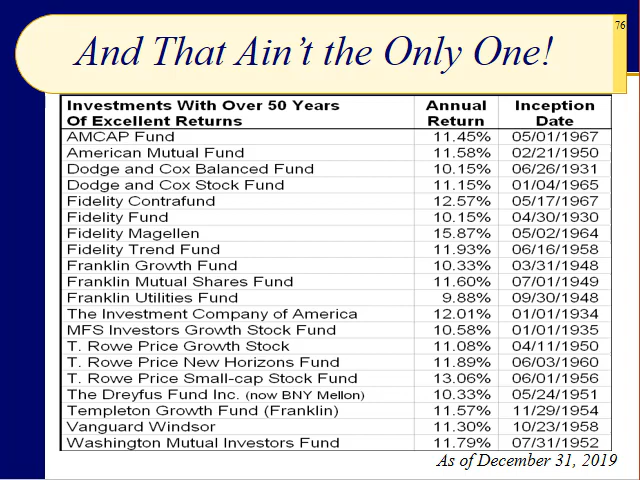 76
And That Ain't the Only One!
Investments With Over 50 Years Of Excellent Returns | Annual Return | Inception Date
AMCAP Fund 11.45% 05/01/1967
American Mutual Fund 11.58% 02/21/1950
Dodge and Cox Balanced Fund 10.15% 06/26/1931
Dodge and Cox Stock Fund 11.15% 01/04/1965
Fidelity Contrafund 12.57% 05/17/1967
Fidelity Fund 10.15% 04/30/1930
Fidelity Magellen 15.87% 05/02/1964
Fidelity Trend Fund 11.93% 06/16/1958
Franklin Growth Fund 10.33% 03/31/1948
Franklin Mutual Shares Fund 11.60% 07/01/1949
Franklin Utilities Fund 9.88% 09/30/1948
The Investment Company of America 12.01% 01/01/1934
MFS Investors Growth Stock Fund 10.58% 01/01/1935
T. Rowe Price Growth Stock 11.08% 04/11/1950
T. Rowe Price New Horizons Fund 11.89% 06/03/1960
T. Rowe Price Small-cap Stock Fund 13.06% 06/01/1956
The Dreyfus Fund Inc. (now BNY Mellon) 10.33% 05/24/1951
Templeton Growth Fund (Franklin) 11.57% 11/29/1954
Vanguard Windsor 11.30% 10/23/1958
Washington Mutual Investors Fund 11.79% 07/31/1952
As of December 31, 2019